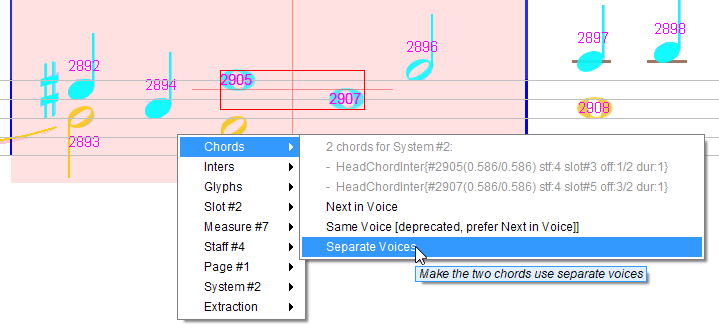 2897
2898
2896
2892
2905
2894
2907
2908
2893
Chords
Inters
Glyphs
Slot #2
Measure #7
Staff #4
Page #1
System #2
Extraction
2 chords for System #2:
- HeadChordInter{#2905(0.586/0.586) stf:4 slot#3 off:1/2 dur:1}
- HeadChordInter{#2907(0.586/0.586) stf:4 slot#5 off:3/2 dur:1}
Next in Voice
Same Voice [deprecated, prefer Next in Voice]]
Separate Voices
Make the two chords use separate voices